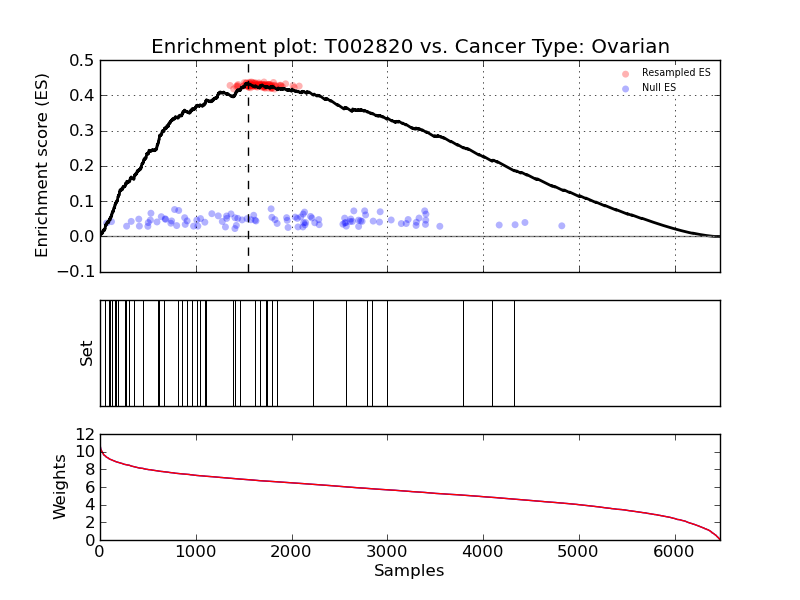 Enrichment plot: T002820 vs. Cancer Type: Ovarian
0.5
0.4
0.3
0.2
0.1
0.0
−0.1
Enrichment score (ES)
Resampled ES
Null ES
Set
12
10
8
6
4
2
0
Weights
0 1000 2000 3000 4000 5000 6000
Samples